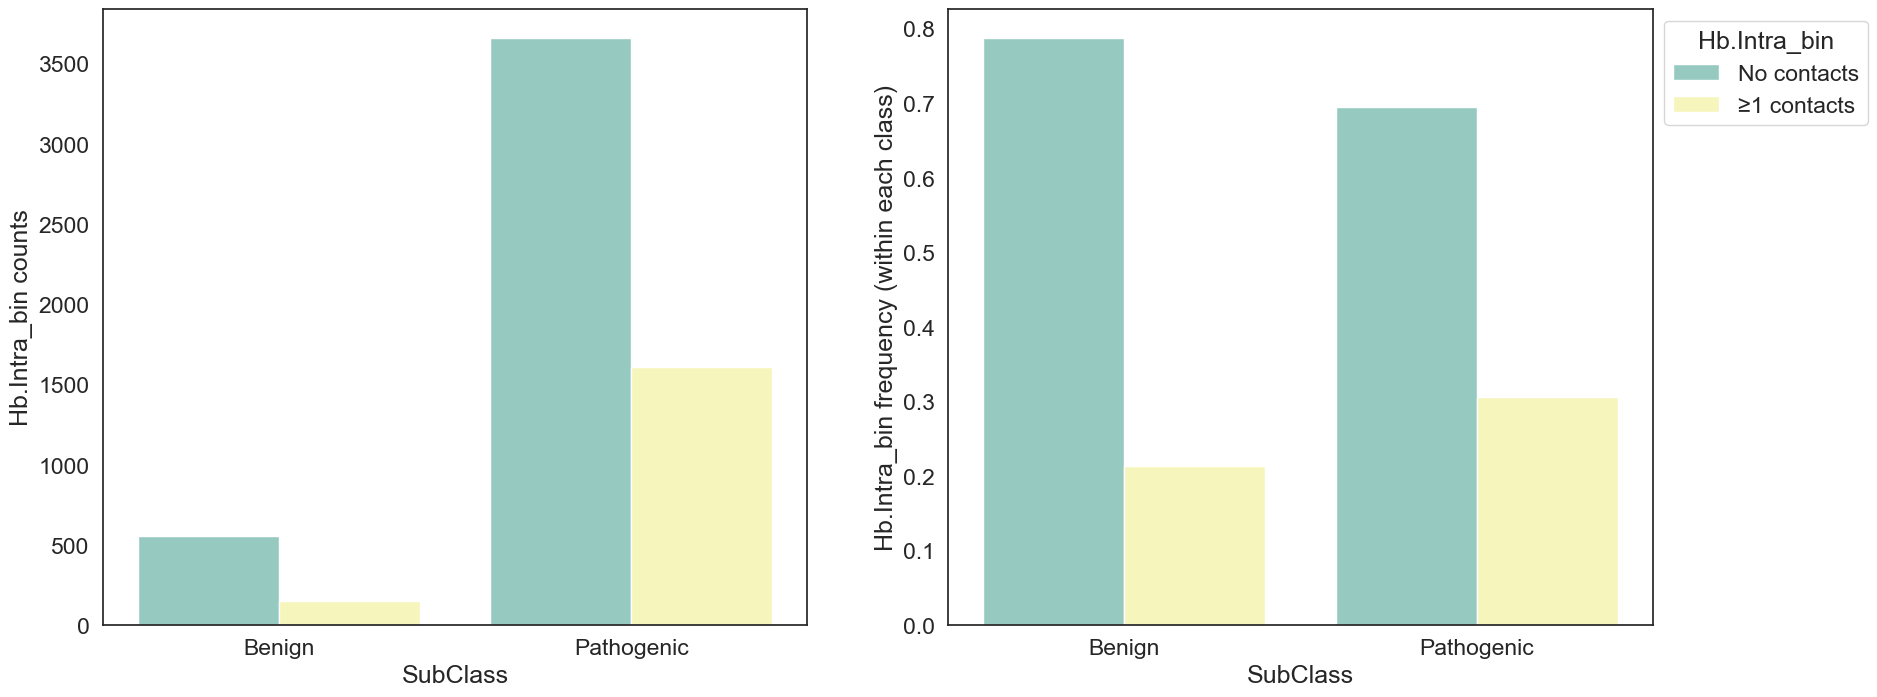 Hb.Intra_bin counts
3500
3000
2500
2000
1500
1000
500
0
Benign
Pathogenic
SubClass
Hb.Intra_bin frequency (within each class)
0.8
0.7
0.6
0.5
0.4
0.3
0.2
0.1
0.0
Benign
Pathogenic
SubClass
Hb.Intra_bin
No contacts
≥1 contacts